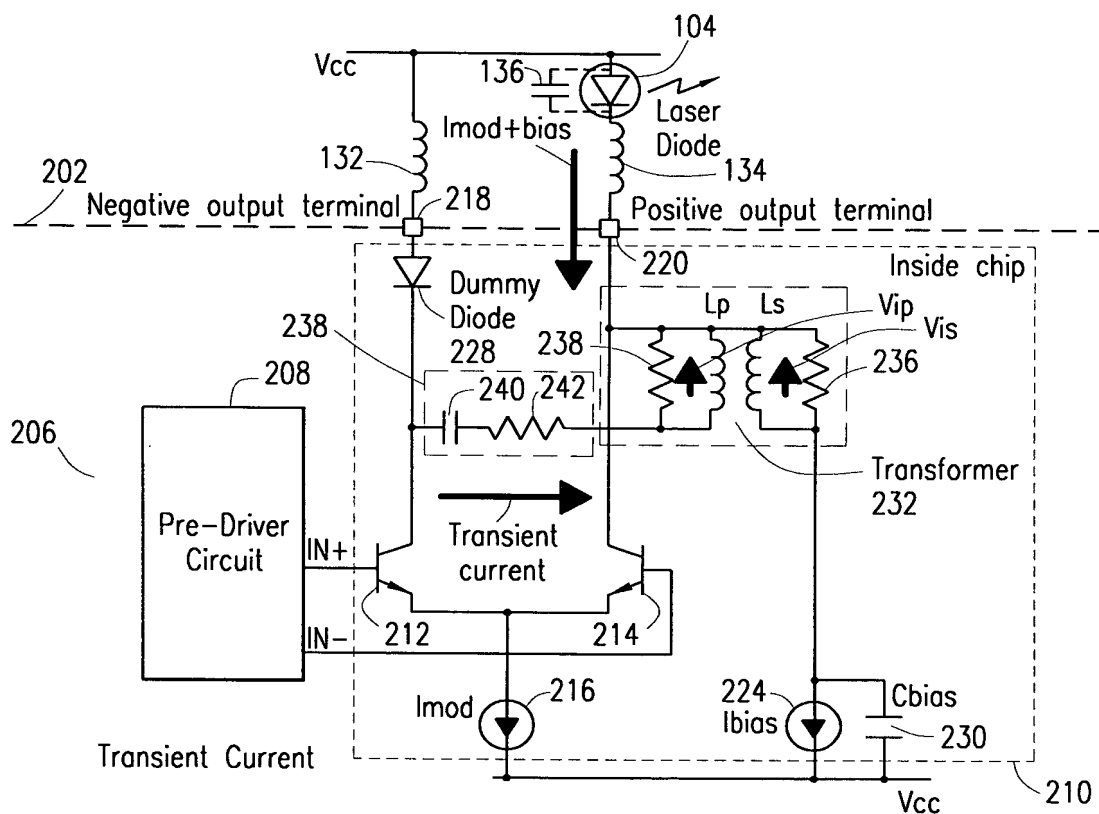 104
Vcc
136
Laser
Diode
Imod+bias
132
134
202
Negative output terminal
218
Positive output terminal
220
Inside chip
Dummy
Diode
228
Lp
Ls
Vip
Vis
238
238
236
208
240
242
206
Transformer
232
Pre-Driver
Circuit
IN+
Transient
current
212
214
IN-
Imod
216
224
Ibias
Cbias
230
Transient Current
Vcc
210